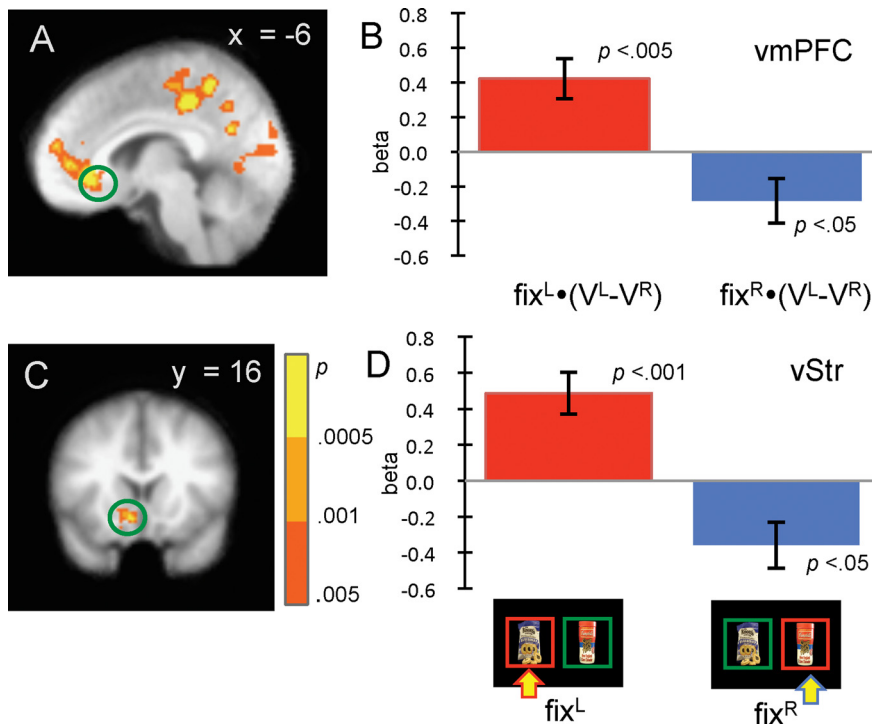 A
x = -6
B
0.8
0.6
0.4
0.2
0.0
-0.2
-0.4
-0.6
beta
p <.005
vmPFC
p <.05
fix^L•(V^L-V^R)
fix^R•(V^L-V^R)
C
y = 16
p
.0005
.001
.005
D
0.8
0.6
0.4
0.2
0.0
-0.2
-0.4
-0.6
beta
p <.001
vStr
p <.05
fix^L
fix^R